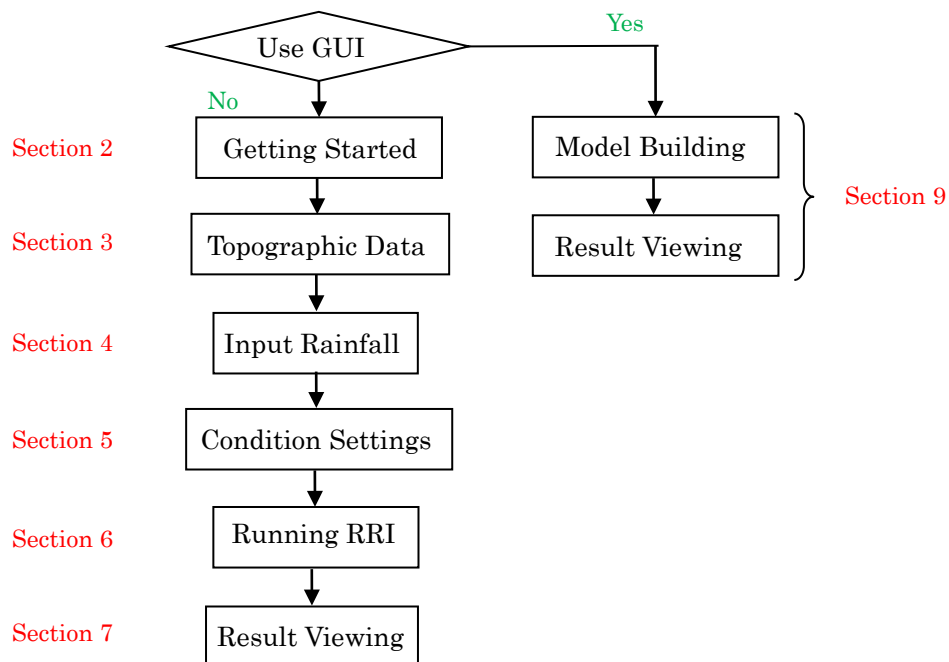 Use GUI
Yes
No
Section 2
Getting Started
Model Building
Section 9
Section 3
Topographic Data
Result Viewing
Section 4
Input Rainfall
Section 5
Condition Settings
Section 6
Running RRI
Section 7
Result Viewing